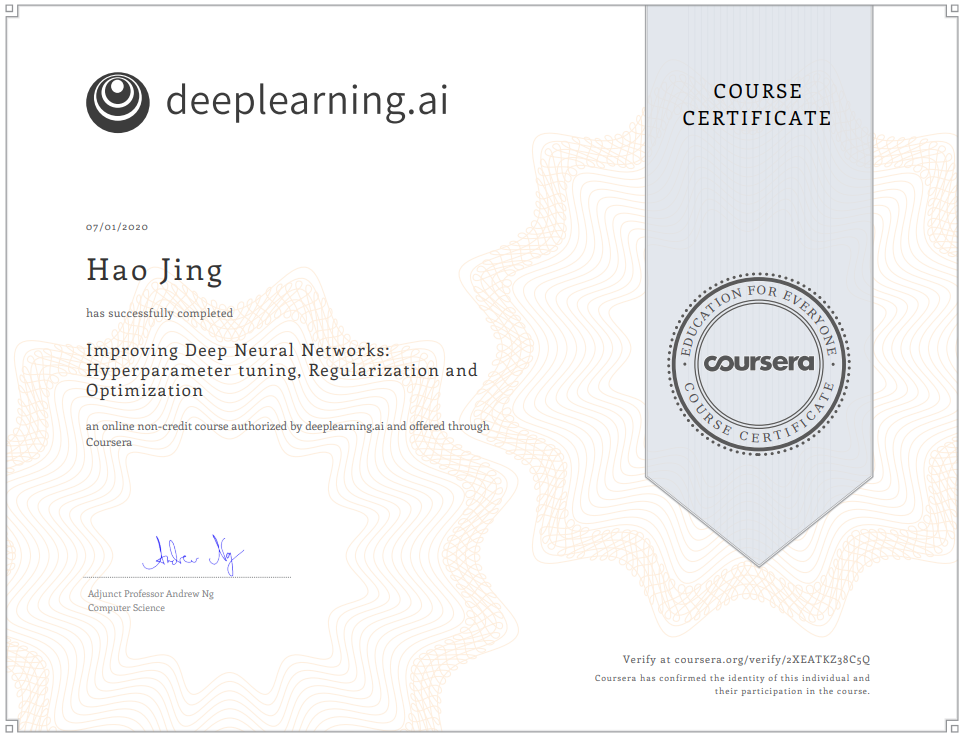 deeplearning.ai
COURSE
CERTIFICATE
07/01/2020
Hao Jing
has successfully completed
Improving Deep Neural Networks:
Hyperparameter tuning, Regularization and
Optimization
an online non-credit course authorized by deeplearning.ai and offered through
Coursera
EDUCATION FOR EVERYONE
coursera
COURSE CERTIFICATE
Andrew Ng
Adjunct Professor Andrew Ng
Computer Science
Verify at coursera.org/verify/2XEATKZ38C5Q
Coursera has confirmed the identity of this individual and
their participation in the course.